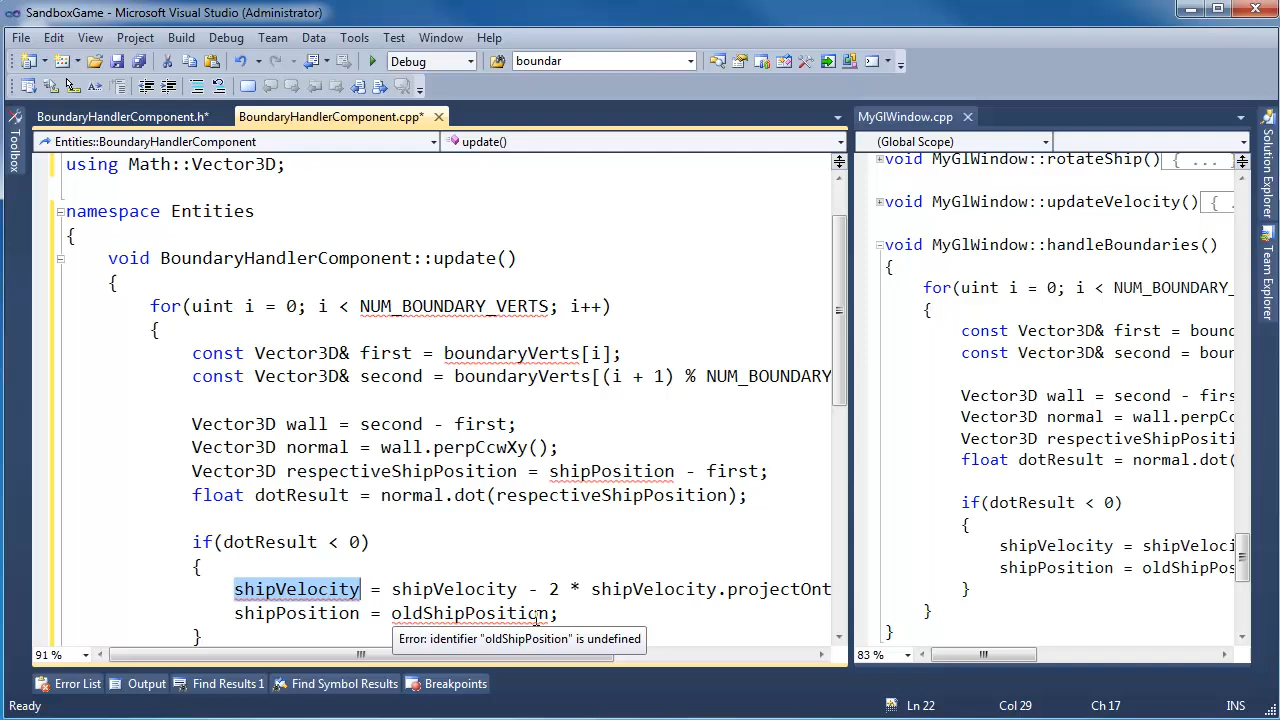 SandboxGame - Microsoft Visual Studio (Administrator)
File Edit View Project Build Debug Team Data Tools Test Window Help
Debug boundar
BoundaryHandlerComponent.h* BoundaryHandlerComponent.cpp* MyGlWindow.cpp
Entities::BoundaryHandlerComponent update() (Global Scope)
Toolbox
Solution Explorer
Team Explorer
using Math::Vector3D;
namespace Entities
{
void BoundaryHandlerComponent::update()
{
for(uint i = 0; i < NUM_BOUNDARY_VERTS; i++)
{
const Vector3D& first = boundaryVerts[i];
const Vector3D& second = boundaryVerts[(i + 1) % NUM_BOUNDARY
Vector3D wall = second - first;
Vector3D normal = wall.perpCcwXy();
Vector3D respectiveShipPosition = shipPosition - first;
float dotResult = normal.dot(respectiveShipPosition);
if(dotResult < 0)
{
shipVelocity = shipVelocity - 2 * shipVelocity.projectOnt
shipPosition = oldShipPosition;
}
Error: identifier "oldShipPosition" is undefined
void MyGlWindow::rotateShip() { ... }
void MyGlWindow::updateVelocity() { .
void MyGlWindow::handleBoundaries()
{
for(uint i = 0; i < NUM_BOUNDARY_
{
const Vector3D& first = bound
const Vector3D& second = boun
Vector3D wall = second - firs
Vector3D normal = wall.perpCc
Vector3D respectiveShipPositi
float dotResult = normal.dot(
if(dotResult < 0)
{
shipVelocity = shipVeloci
shipPosition = oldShipPos
}
}
}
91 % 83 %
Error List Output Find Results 1 Find Symbol Results Breakpoints
Ready Ln 22 Col 29 Ch 17 INS